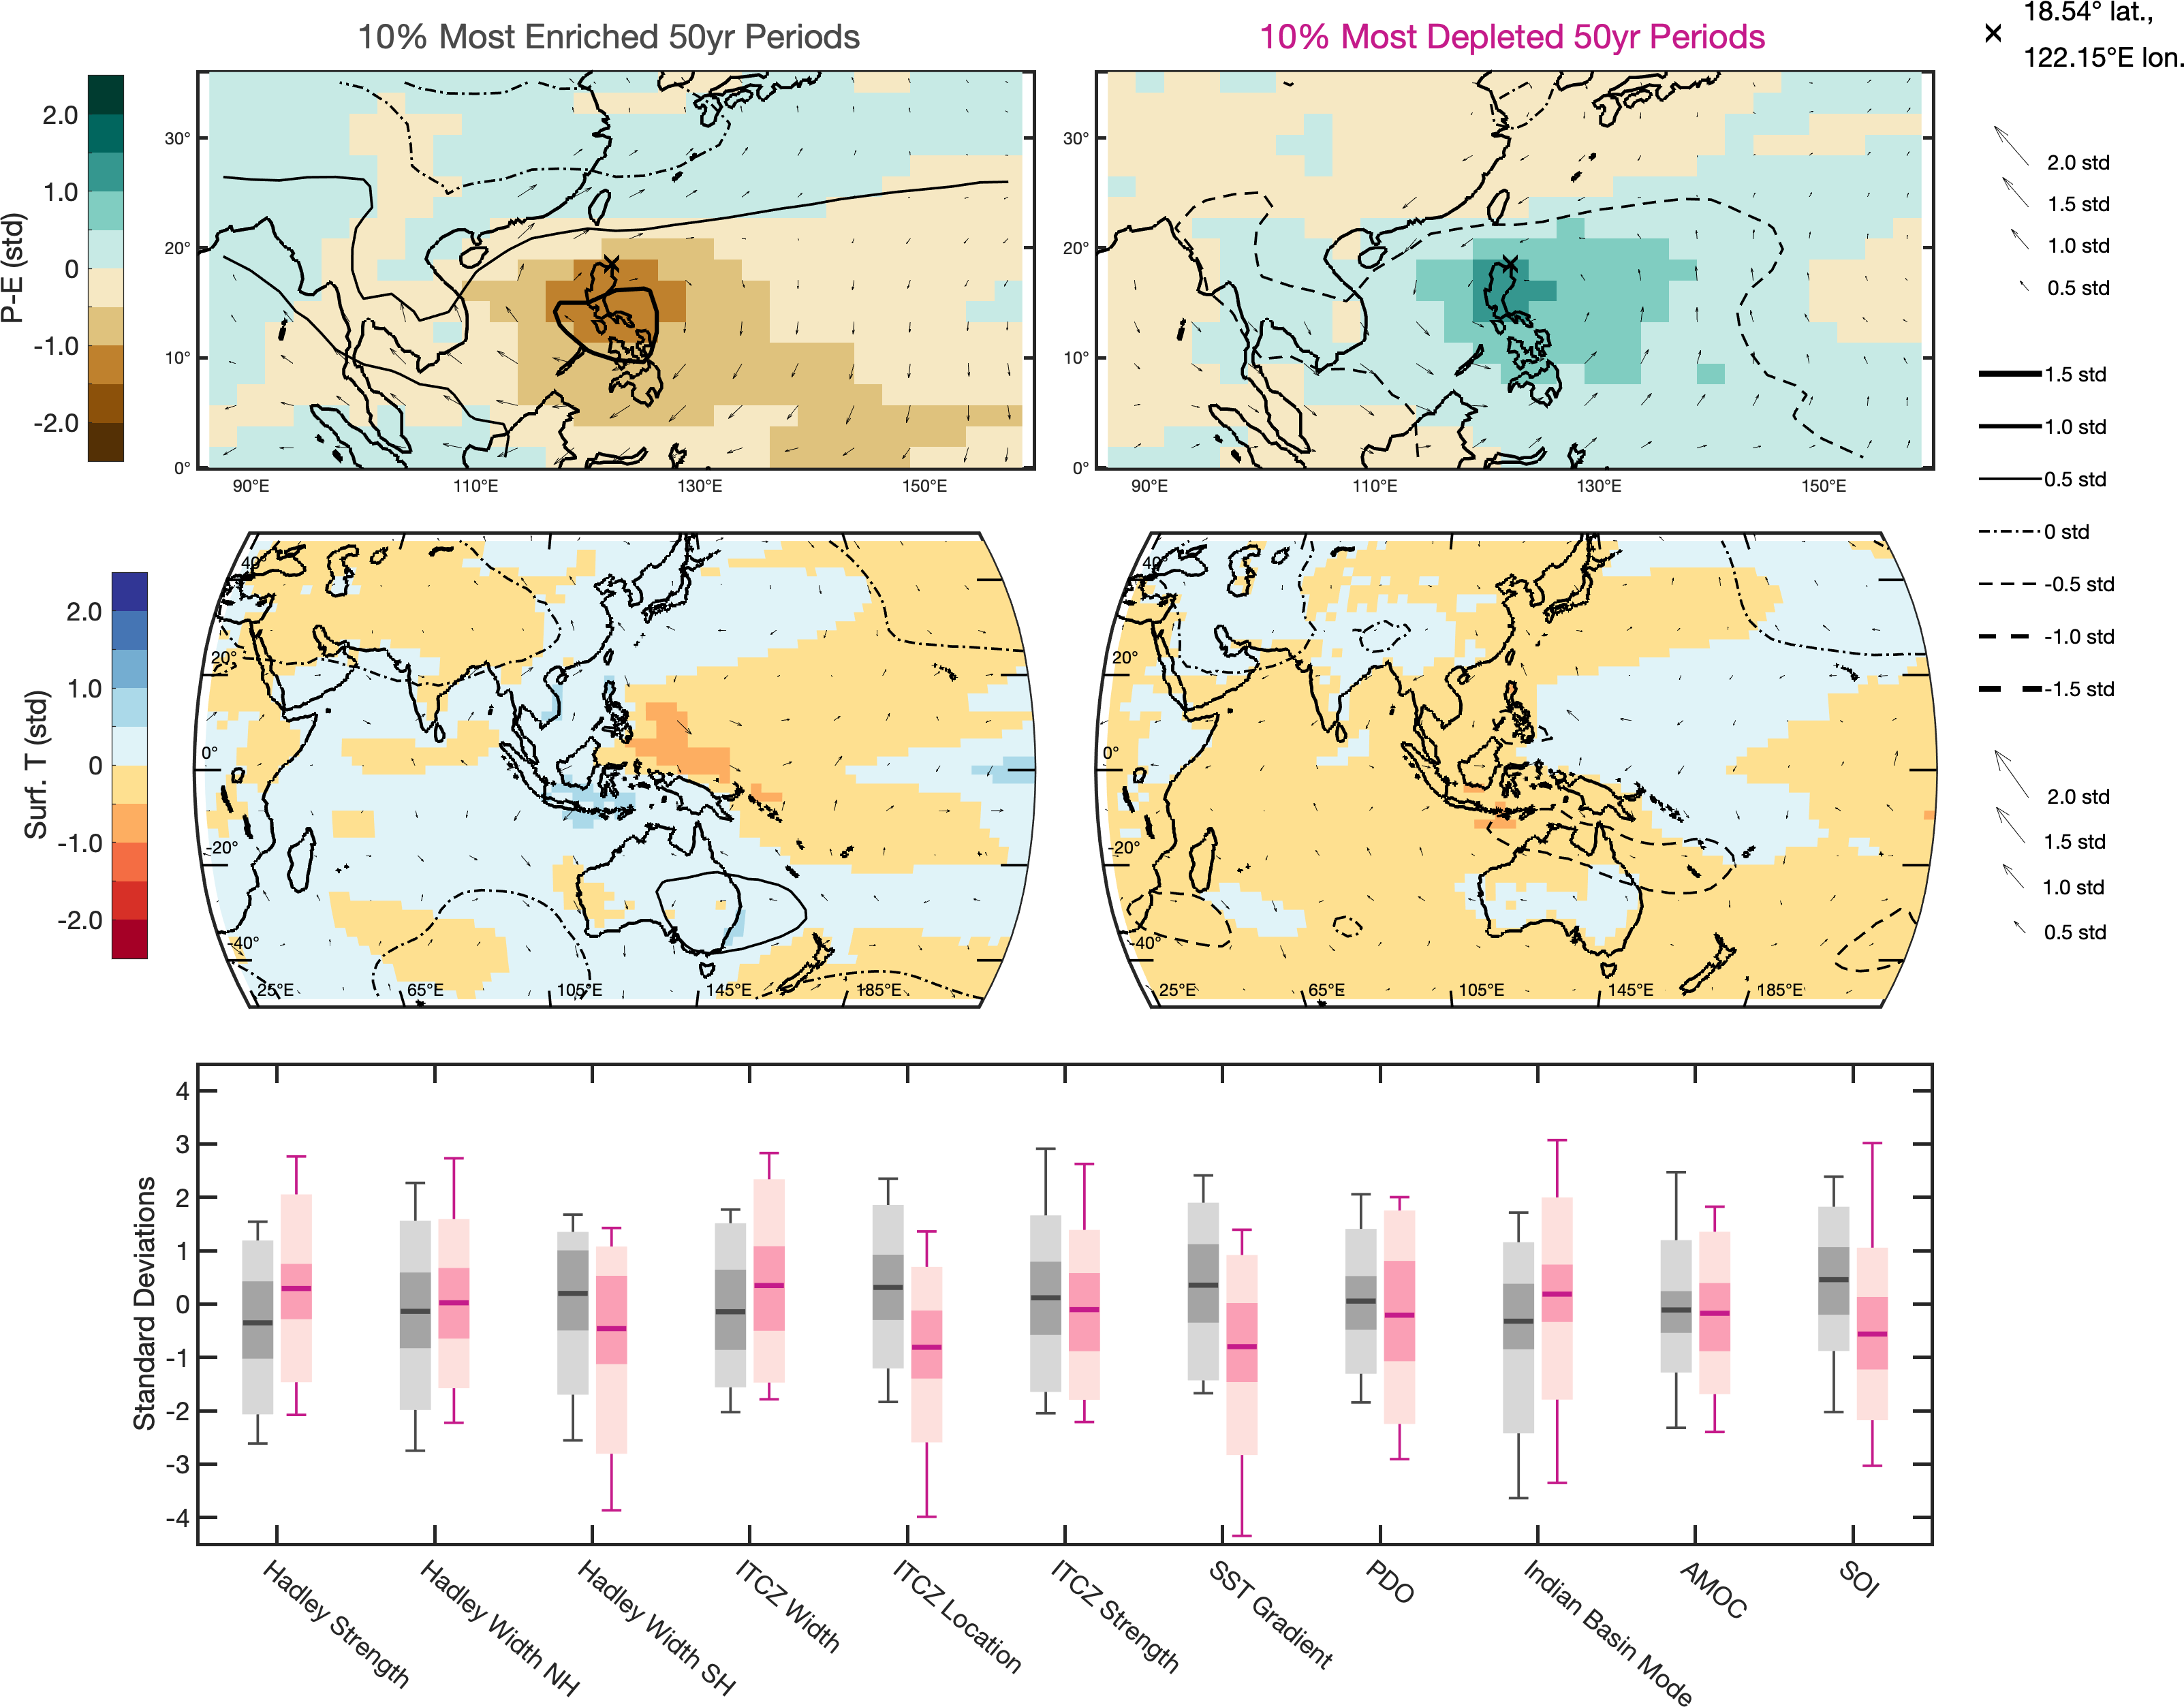 10% Most Enriched 50yr Periods
10% Most Depleted 50yr Periods
18.54° lat.,
122.15°E lon.
P-E (std)
2.0
1.0
0
-1.0
-2.0
30°
20°
10°
0°
90°E
110°E
130°E
150°E
30°
20°
10°
0°
90°E
110°E
130°E
150°E
2.0 std
1.5 std
1.0 std
0.5 std
1.5 std
1.0 std
0.5 std
0 std
-0.5 std
-1.0 std
-1.5 std
2.0 std
1.5 std
1.0 std
0.5 std
Surf. T (std)
2.0
1.0
0
-1.0
-2.0
40°
20°
0°
-20°
-40°
25°E
65°E
105°E
145°E
185°E
40°
20°
0°
-20°
-40°
25°E
65°E
105°E
145°E
185°E
Standard Deviations
4
3
2
1
0
-1
-2
-3
-4
Hadley Strength
Hadley Width NH
Hadley Width SH
ITCZ Width
ITCZ Location
ITCZ Strength
SST Gradient
PDO
Indian Basin Mode
AMOC
SOI